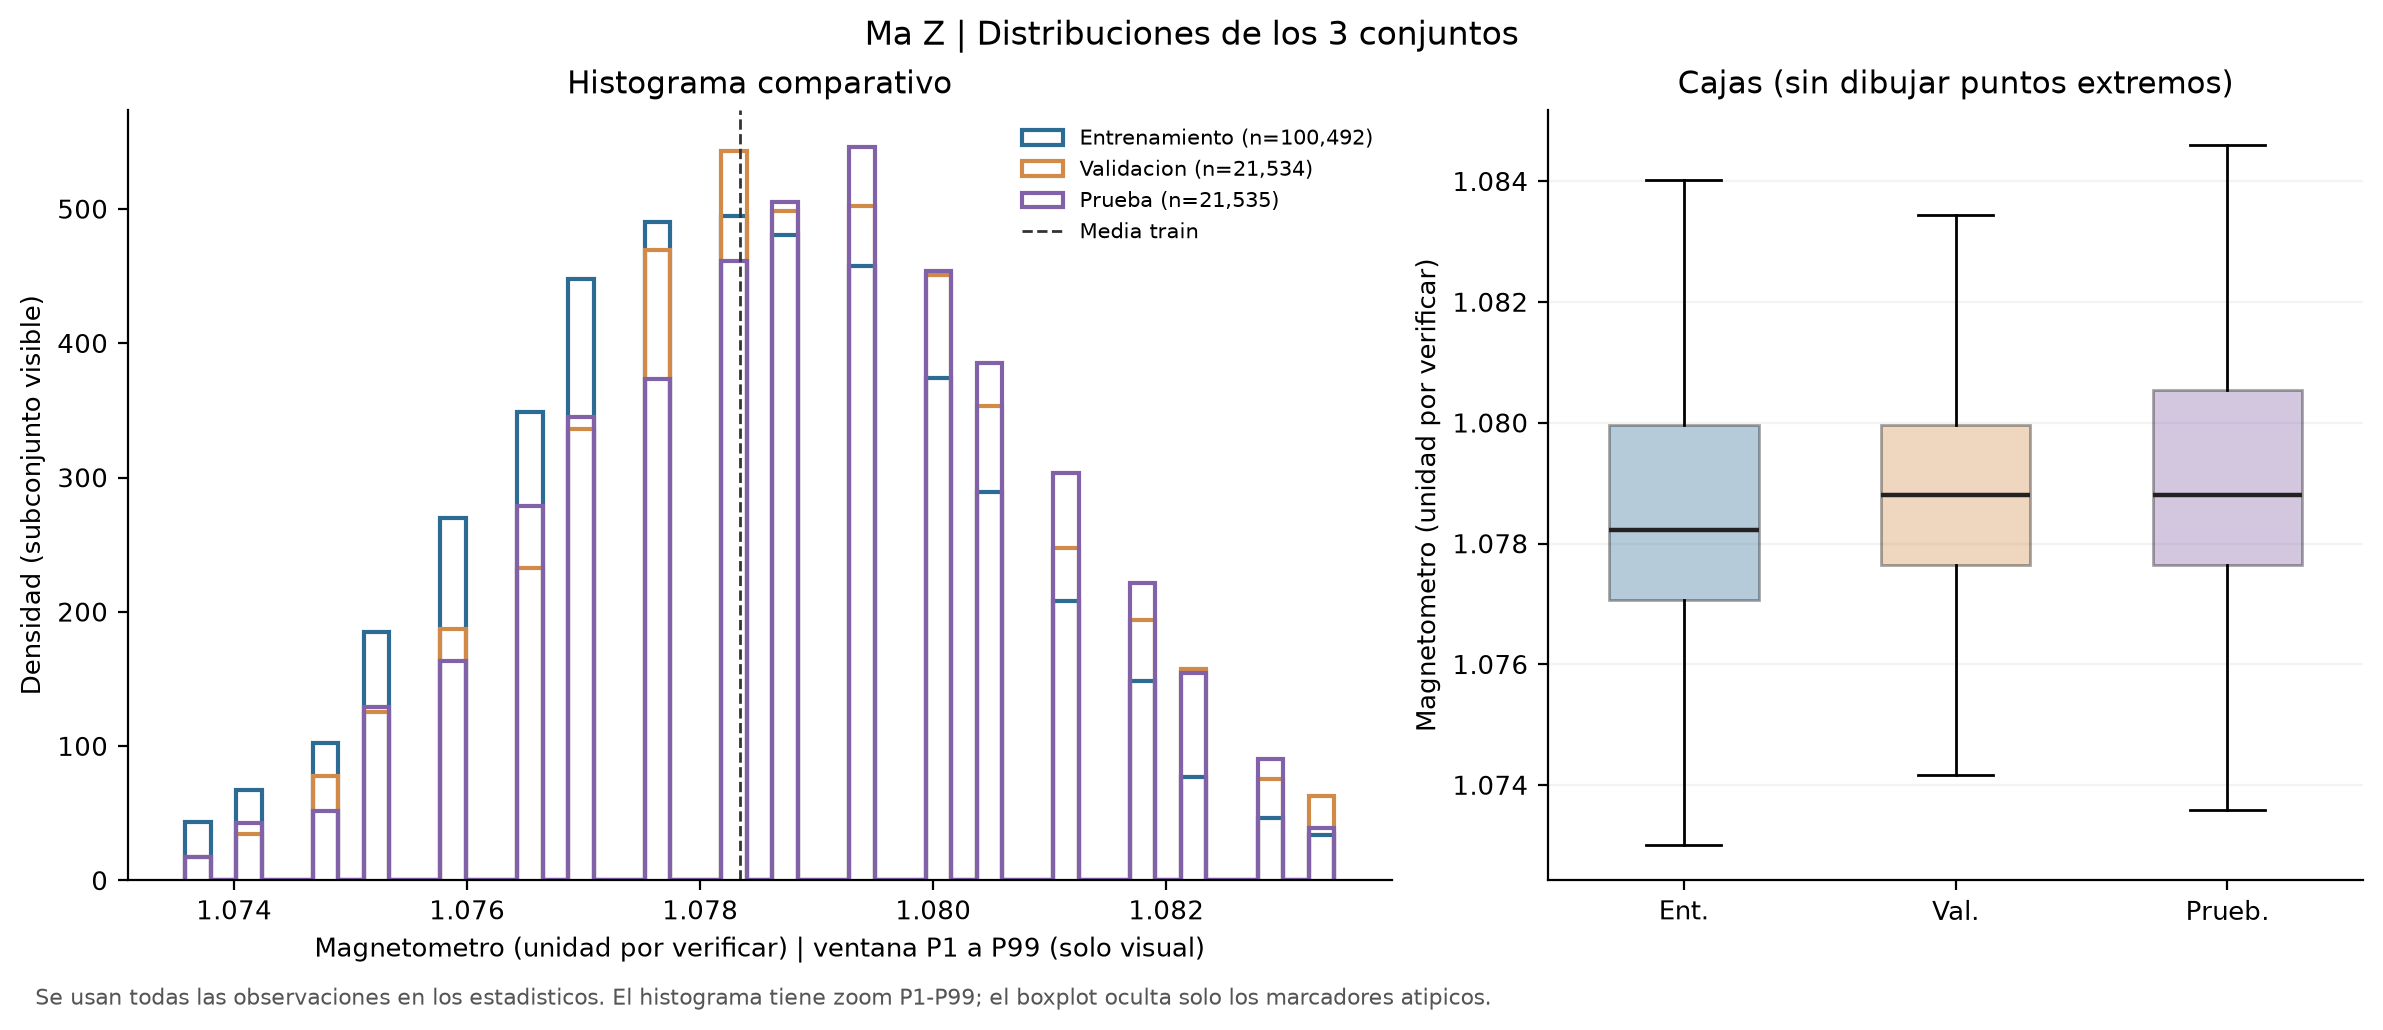 Ma Z | Distribuciones de los 3 conjuntos
Histograma comparativo
Densidad (subconjunto visible)
500
400
300
200
100
0
Entrenamiento (n=100,492)
Validacion (n=21,534)
Prueba (n=21,535)
Media train
1.074
1.076
1.078
1.080
1.082
Magnetometro (unidad por verificar) | ventana P1 a P99 (solo visual)
Cajas (sin dibujar puntos extremos)
Magnetometro (unidad por verificar)
1.084
1.082
1.080
1.078
1.076
1.074
Ent.
Val.
Prueb.
Se usan todas las observaciones en los estadisticos. El histograma tiene zoom P1-P99; el boxplot oculta solo los marcadores atipicos.